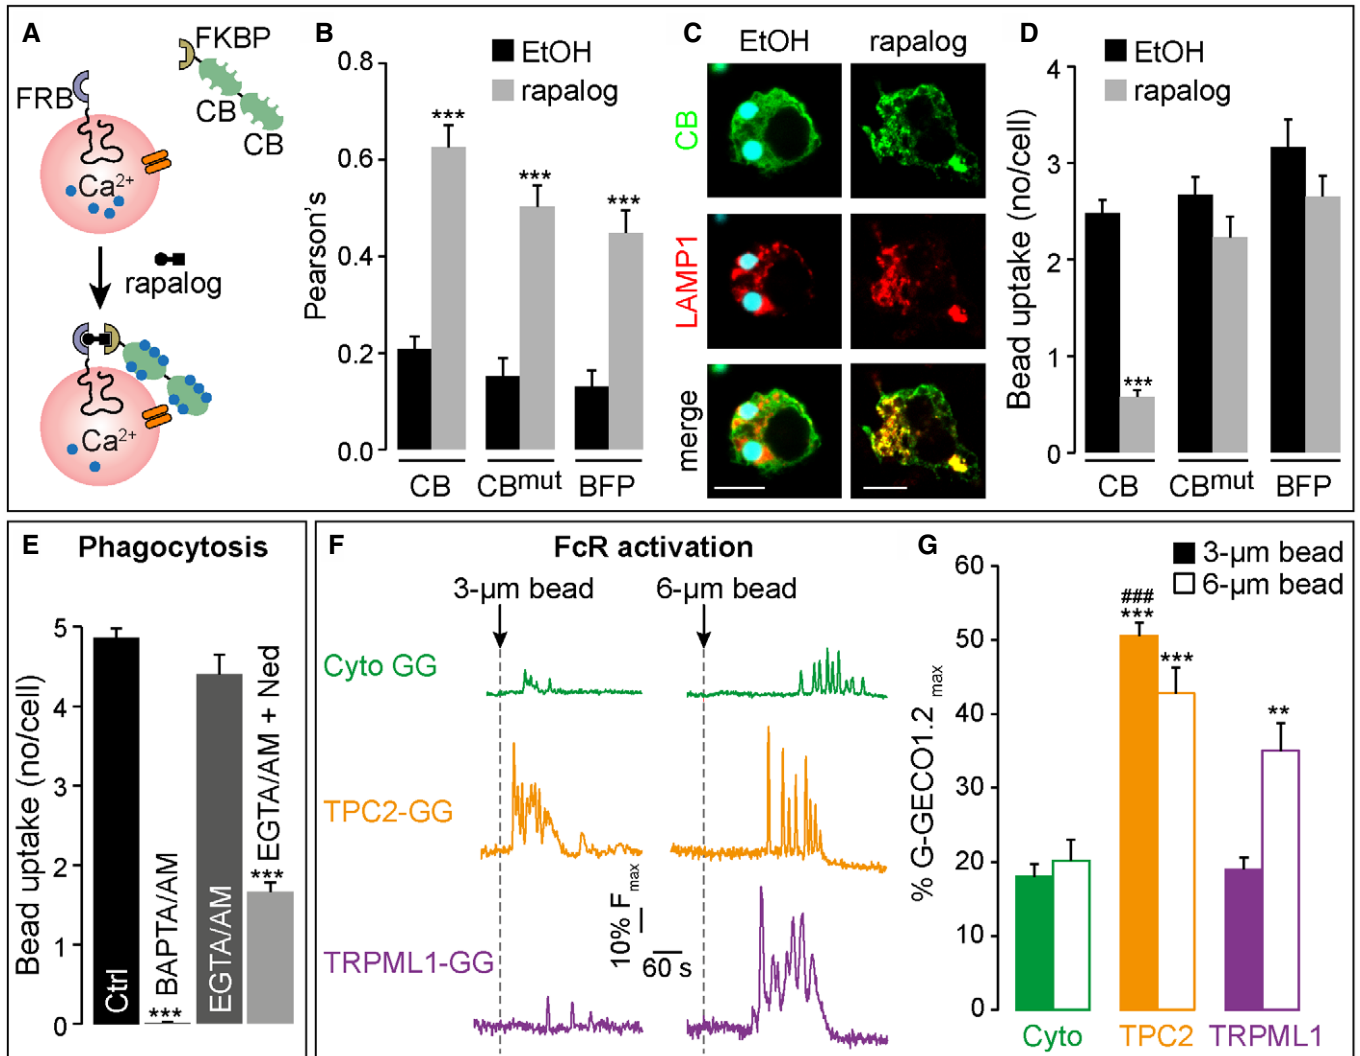 A
FKBP
FRB
CB
CB
Ca2+
rapalog
Ca2+
B
EtOH
rapalog
Pearson's
0.8
0.6
0.4
0.2
0.0
***
***
***
CB
CBmut
BFP
C
EtOH
rapalog
CB
LAMP1
merge
D
EtOH
rapalog
Bead uptake (no/cell)
4
3
2
1
0
***
CB
CBmut
BFP
E
Phagocytosis
Bead uptake (no/cell)
5
4
3
2
1
0
Ctrl
*** BAPTA/AM
EGTA/AM
*** EGTA/AM + Ned
F
FcR activation
3-µm bead
6-µm bead
Cyto GG
TPC2-GG
TRPML1-GG
10% Fmax
60 s
G
3-µm bead
6-µm bead
% G-GECO1.2 max
60
50
40
30
20
10
0
###
***
***
**
Cyto
TPC2
TRPML1